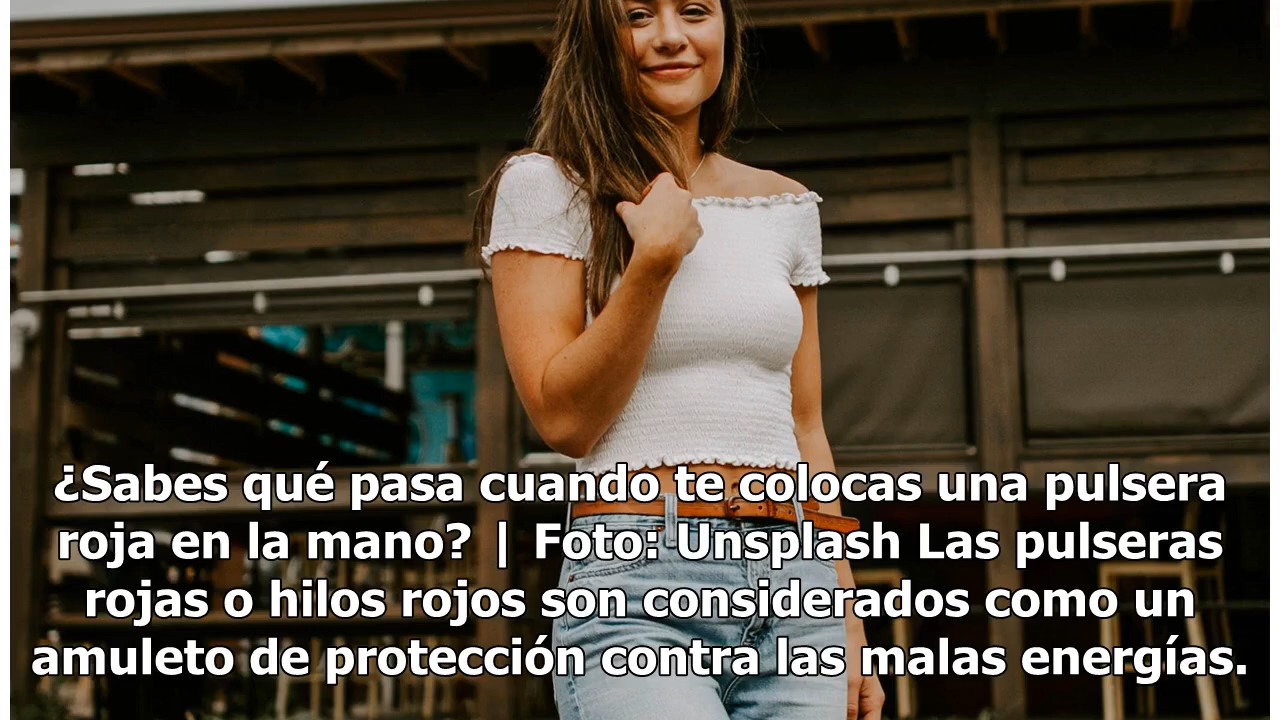 ¿Sabes qué pasa cuando te colocas una pulsera
roja en la mano? | Foto: Unsplash Las pulseras
rojas o hilos rojos son considerados como un
amuleto de protección contra las malas energías.